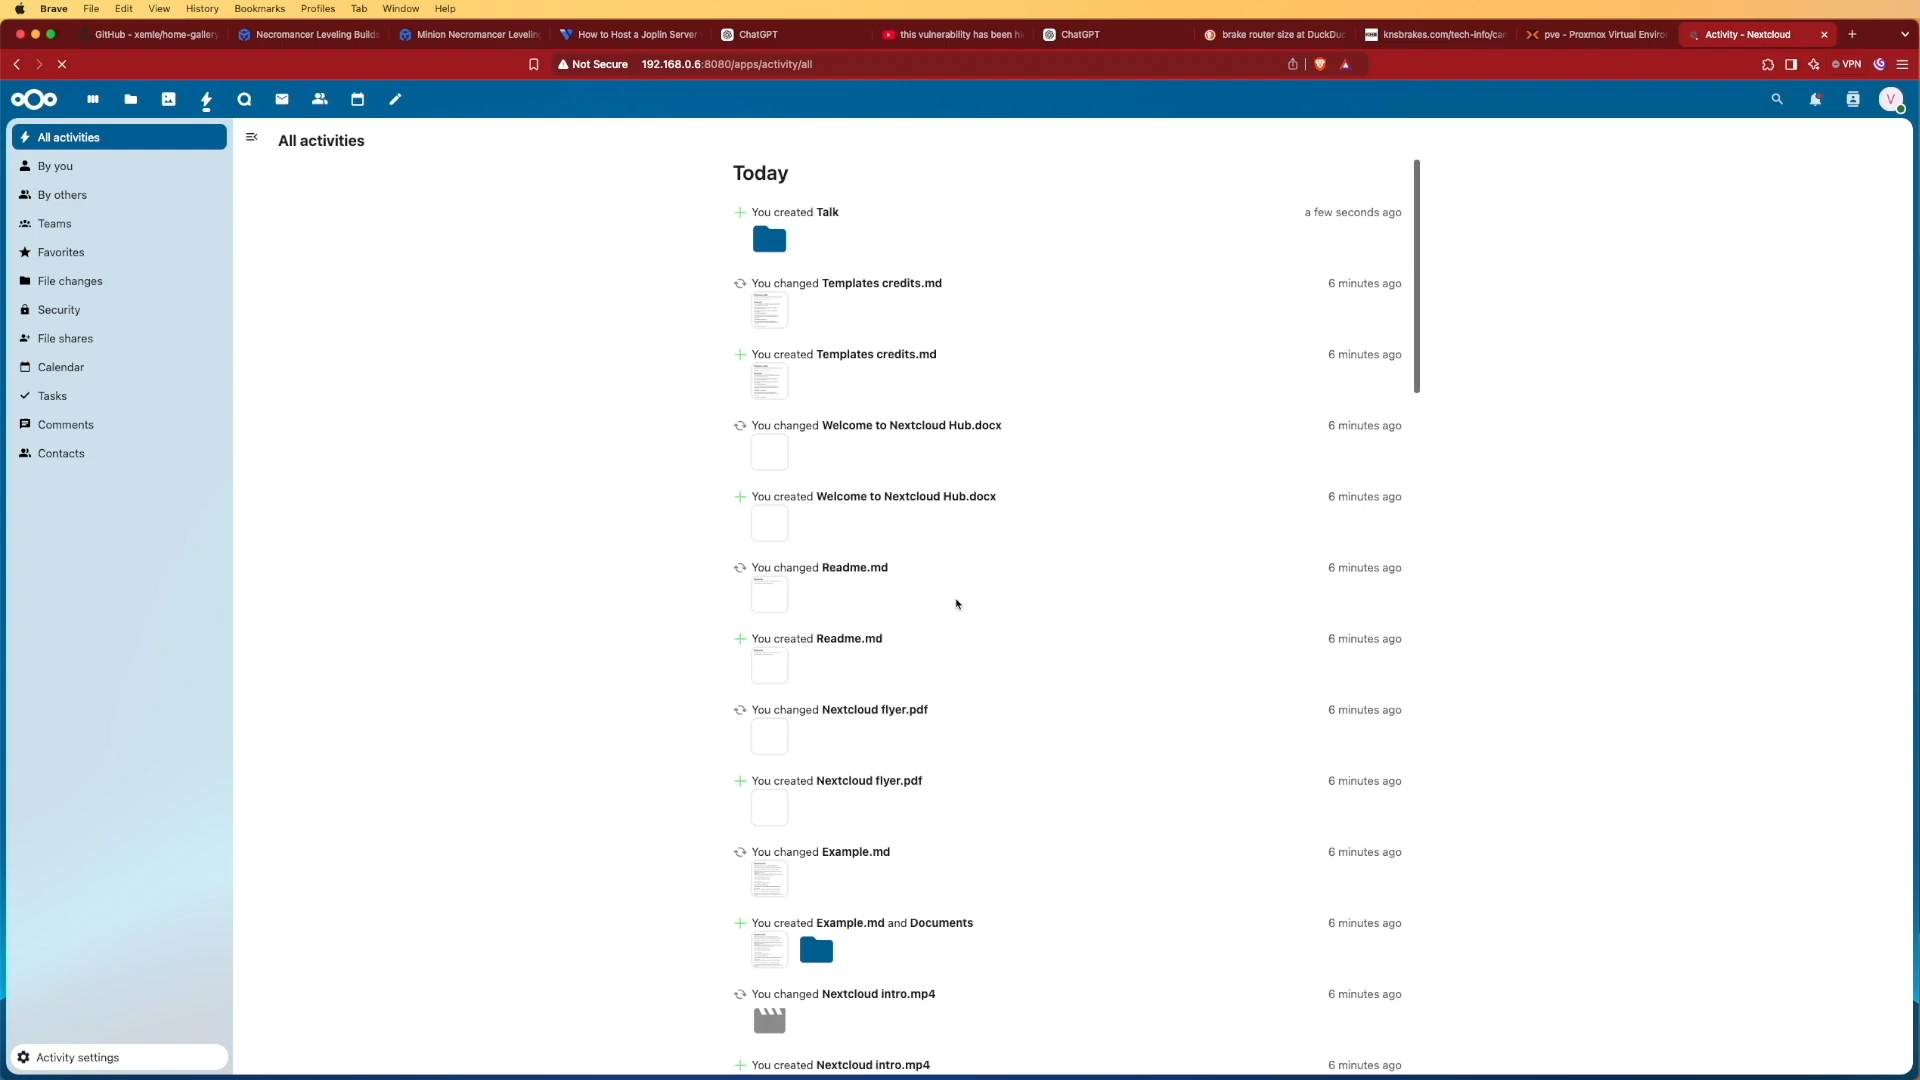 Brave File Edit View History Bookmarks Profiles Tab Window Help
GitHub - xemle/home-gallery Necromancer Leveling Builds Minion Necromancer Leveling How to Host a Joplin Server ChatGPT this vulnerability has been hi ChatGPT brake router size at DuckDuc knsbrakes.com/tech-info/car pve - Proxmox Virtual Enviro Activity - Nextcloud
Not Secure 192.168.0.6:8080/apps/activity/all VPN
V
All activities
By you
By others
Teams
Favorites
File changes
Security
File shares
Calendar
Tasks
Comments
Contacts
Activity settings
All activities
Today
You created Talk a few seconds ago
You changed Templates credits.md 6 minutes ago
You created Templates credits.md 6 minutes ago
You changed Welcome to Nextcloud Hub.docx 6 minutes ago
You created Welcome to Nextcloud Hub.docx 6 minutes ago
You changed Readme.md 6 minutes ago
You created Readme.md 6 minutes ago
You changed Nextcloud flyer.pdf 6 minutes ago
You created Nextcloud flyer.pdf 6 minutes ago
You changed Example.md 6 minutes ago
You created Example.md and Documents 6 minutes ago
You changed Nextcloud intro.mp4 6 minutes ago
You created Nextcloud intro.mp4 6 minutes ago